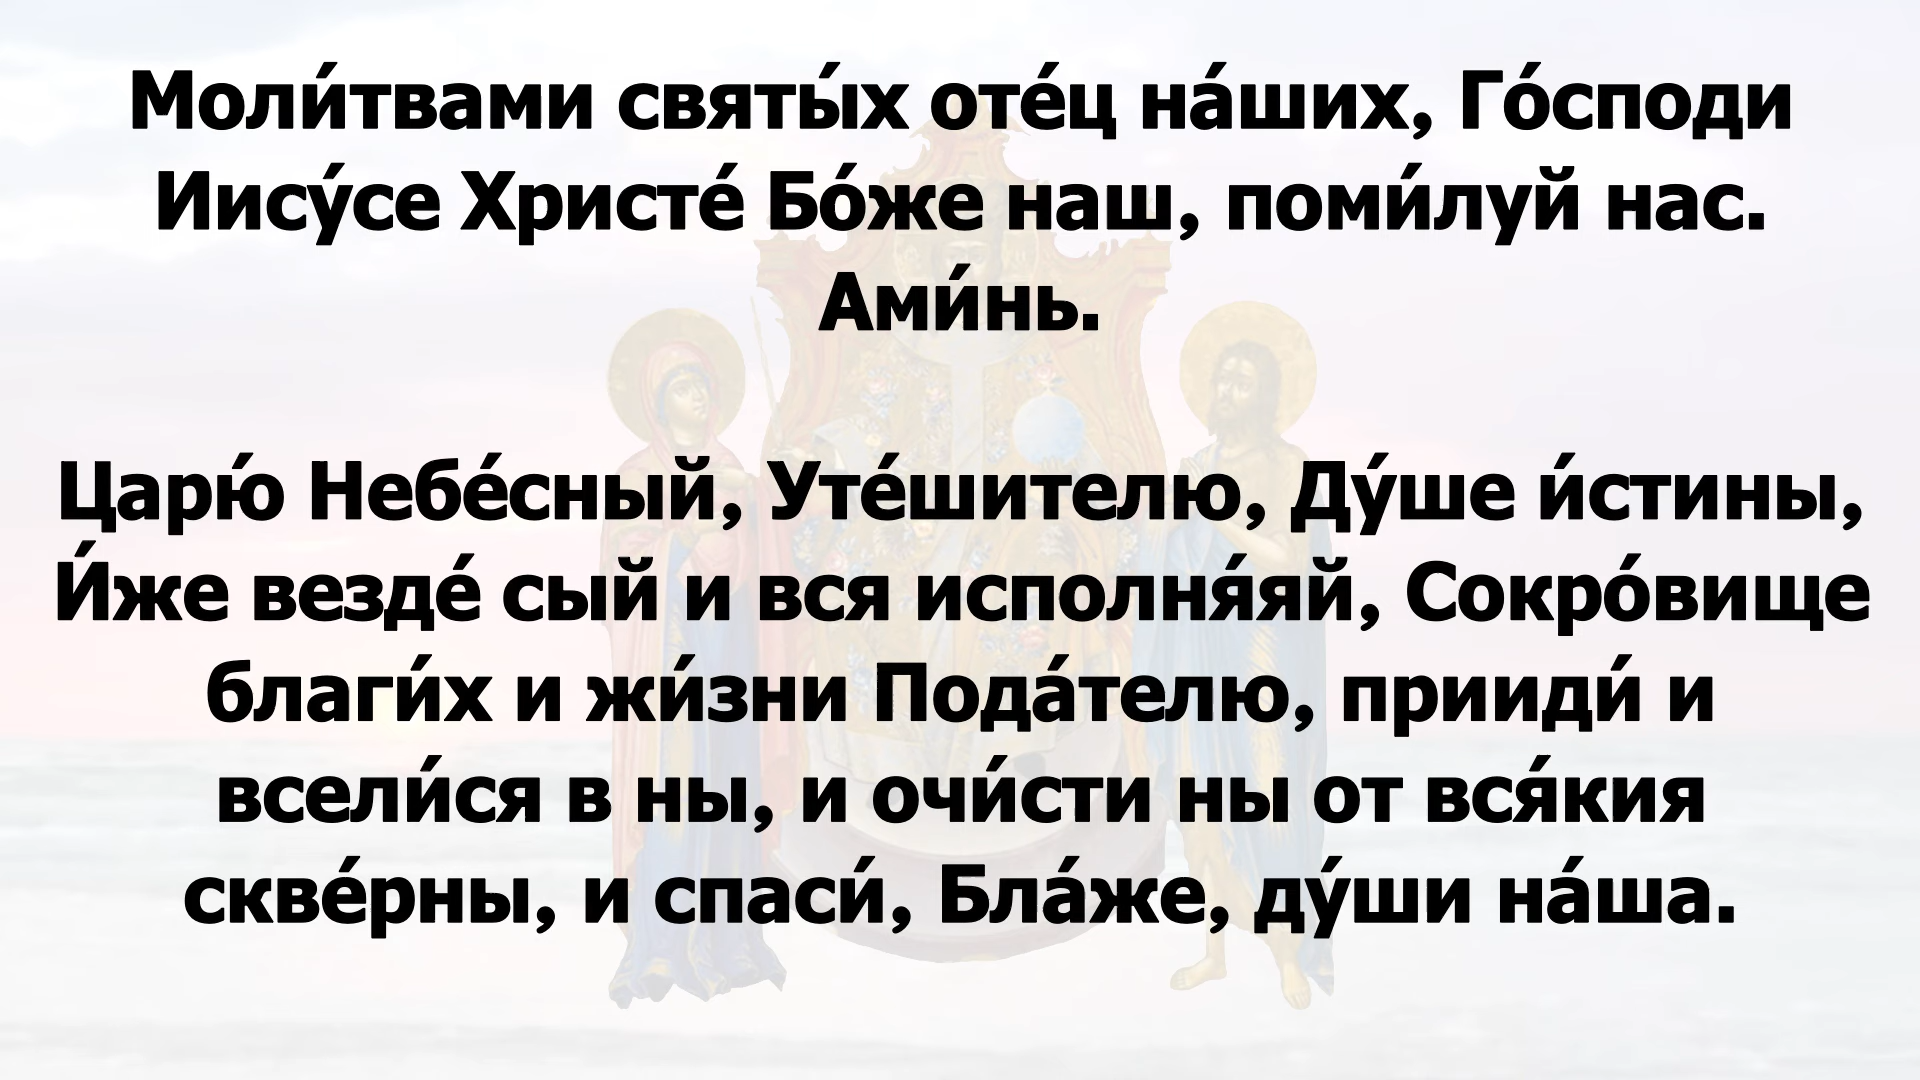 Моли́твами святы́х оте́ц на́ших, Го́споди
Иису́се Христе́ Бо́же наш, поми́луй нас.
Ами́нь.
Царю́ Небе́сный, Уте́шителю, Ду́ше и́стины,
И́же везде́ сый и вся исполня́яй, Сокро́вище
благи́х и жи́зни Пода́телю, прииди́ и
всели́ся в ны, и очи́сти ны от вся́кия
скве́рны, и спаси́, Бла́же, ду́ши на́ша.